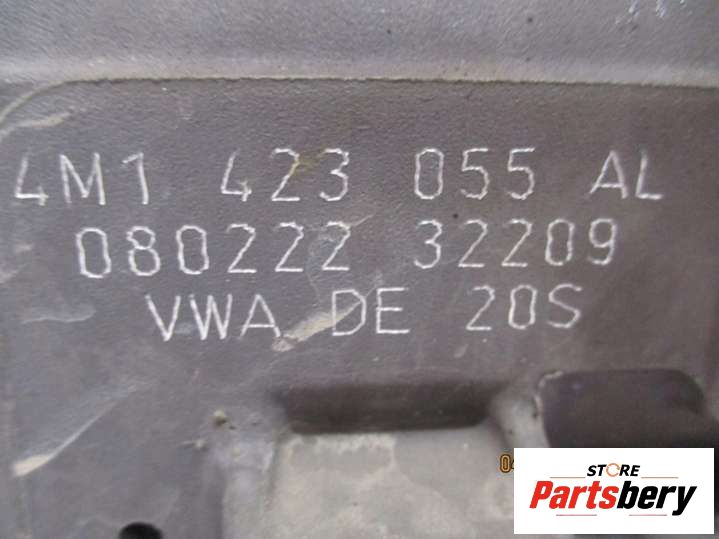 4M1 423 055 AL
080222 32209
VWA DE 20S
STORE
Partsbery